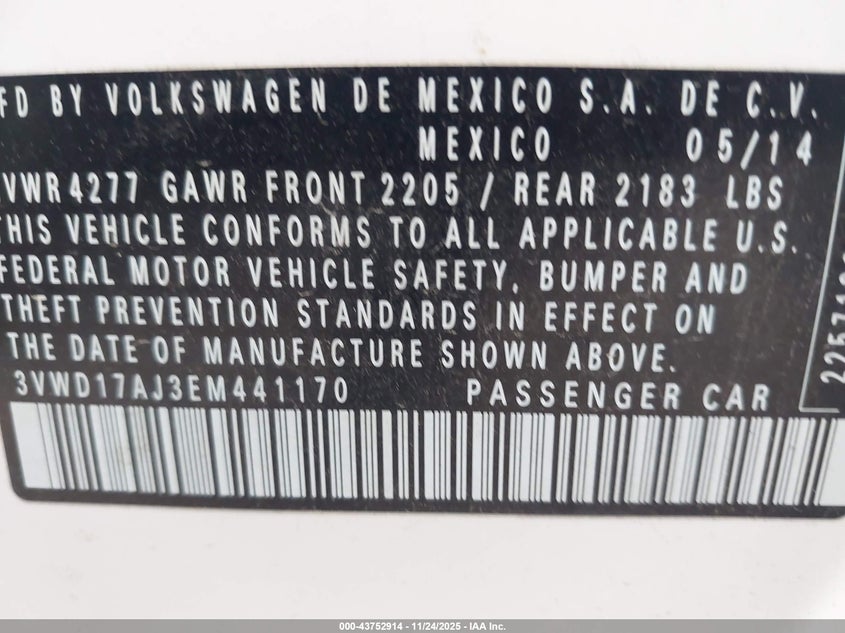 FD BY VOLKSWAGEN DE MEXICO S.A. DE C.V.
MEXICO 05/14
VWR 4277 GAWR FRONT 2205 / REAR 2183 LBS
THIS VEHICLE CONFORMS TO ALL APPLICABLE U.S.
FEDERAL MOTOR VEHICLE SAFETY, BUMPER AND
THEFT PREVENTION STANDARDS IN EFFECT ON
THE DATE OF MANUFACTURE SHOWN ABOVE.
3VWD17AJ3EM441170 PASSENGER CAR
000-43752914 - 11/24/2025 - IAA Inc.